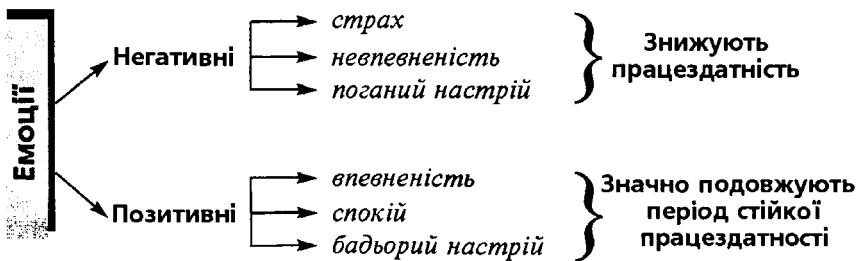 Емоції
Негативні
страх
невпевненість
поганий настрій
Знижують
працездатність
Позитивні
впевненість
спокій
бадьорий настрій
Значно подовжують
період стійкої
працездатності